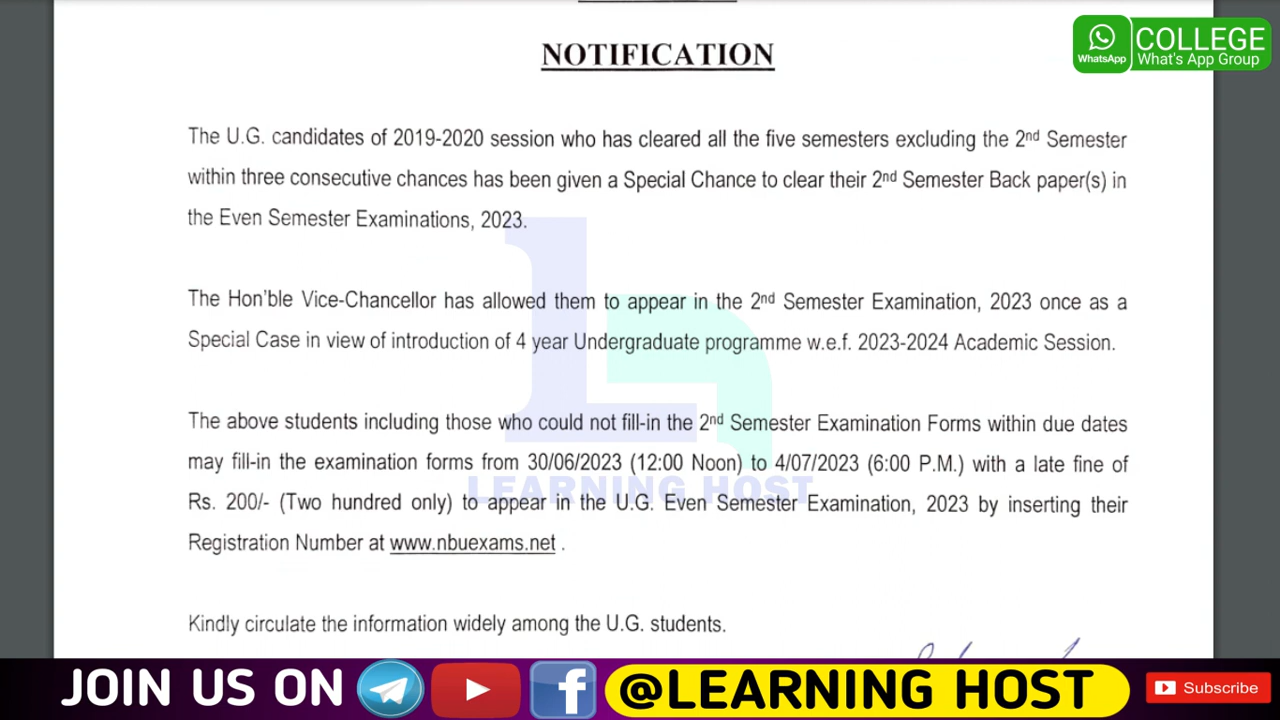 NOTIFICATION
WhatsApp
COLLEGE
What's App Group
The U.G. candidates of 2019-2020 session who has cleared all the five semesters excluding the 2nd Semester
within three consecutive chances has been given a Special Chance to clear their 2nd Semester Back paper(s) in
the Even Semester Examinations, 2023.
The Hon'ble Vice-Chancellor has allowed them to appear in the 2nd Semester Examination, 2023 once as a
Special Case in view of introduction of 4 year Undergraduate programme w.e.f. 2023-2024 Academic Session.
The above students including those who could not fill-in the 2nd Semester Examination Forms within due dates
may fill-in the examination forms from 30/06/2023 (12:00 Noon) to 4/07/2023 (6:00 P.M.) with a late fine of
LEARNING HOST
Rs. 200/- (Two hundred only) to appear in the U.G. Even Semester Examination, 2023 by inserting their
Registration Number at www.nbuexams.net .
Kindly circulate the information widely among the U.G. students.
JOIN US ON
@LEARNING HOST
Subscribe